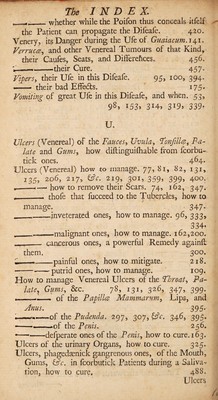 The INDEX.
——— whether while the Poison thus conceals itself
the Patient can propagate the Disease. 420.
Venery, its Danger during the Use of Guaiacum. 141.
Verrucæ, and other Venereal Tumours of that Kind,
their Causes, Seats, and Differences. 456.
——— their Cure. 457.
Vipers, their Use in this Disease. 95, 100, 394.
——— their bad Effects. 175.
Vomiting of great Use in this Disease, and when. 53,
98, 153, 314, 319, 339.
U.
Ulcers (Venereal) of the Fauces, Uvula, Tonsillæ, Pa-
late and Gums, how distinguishable from scorbu-
tick ones. 464.
Ulcers (Venereal) how to manage. 77, 81, 82, 131,
135, 206, 217, &c. 219, 301, 359, 399, 400.
——— how to remove their Scars. 74, 162, 347.
——— those that succeed to the Tubercles, how to
manage. 347.
——— inveterated ones, how to manage. 96, 333,
334.
——— malignant ones, how to manage. 162, 200.
——— cancerous ones, a powerful Remedy against
them. 300.
——— painful ones, how to mitigate. 218.
——— putrid ones, how to manage. 109.
How to manage Venereal Ulcers of the Throat, Pa-
late, Gums, &c. 78, 131, 326, 347, 399.
——— of the Papillæ Mammarum, Lips, and
Anus. 395.
——— of the Pudenda. 297, 307, &c. 346, 395.
——— of the Penis. 256.
——— desperate ones of the Penis, how to cure. 163.
Ulcers of the urinary Organs, how to cure. 325.
Ulcers, phagedænick gangrenous ones, of the Mouth,
Gums, &c. in scorbutick Patients during a Saliva-
tion, how to cure, 488.
Ulcers